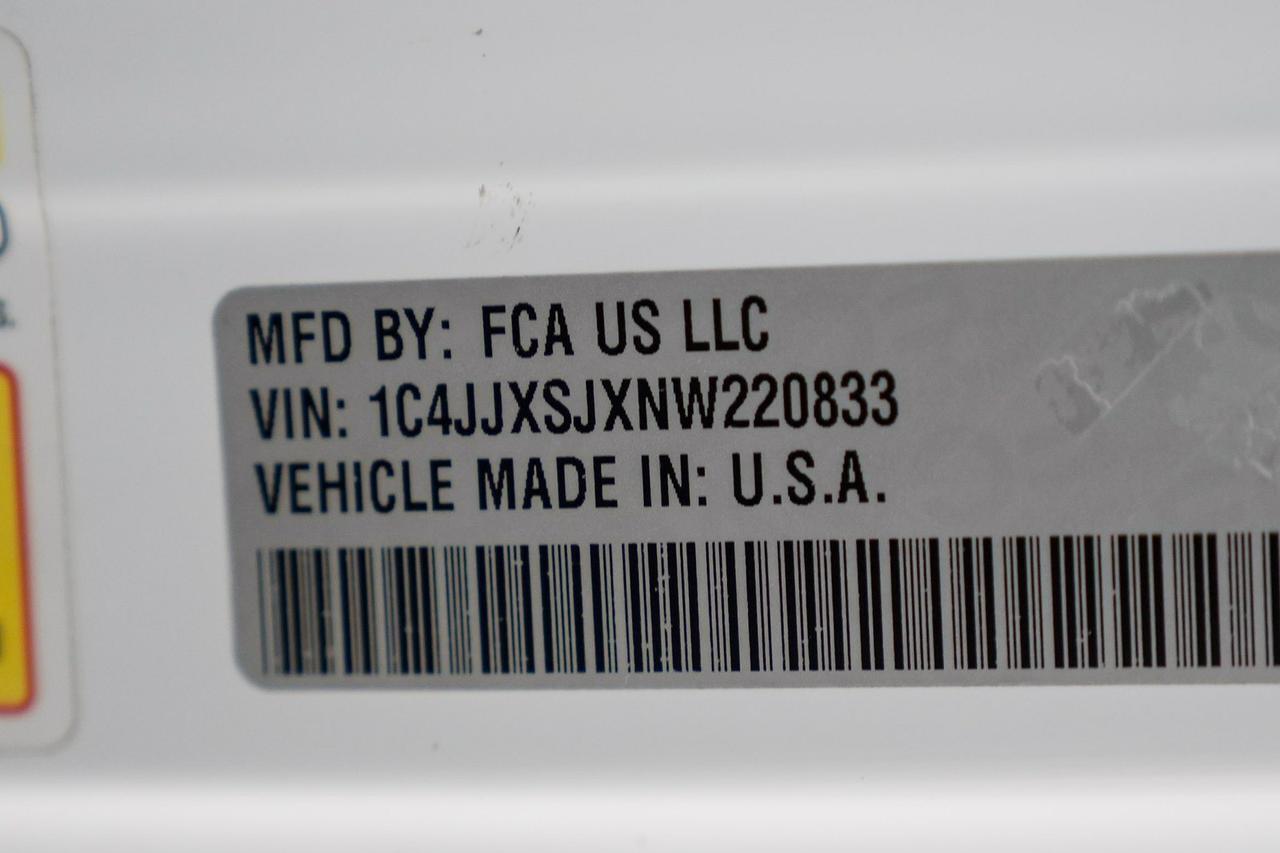 MFD BY: FCA US LLC
VIN: 1C4JJXSJXNW220833
VEHICLE MADE IN: U.S.A.